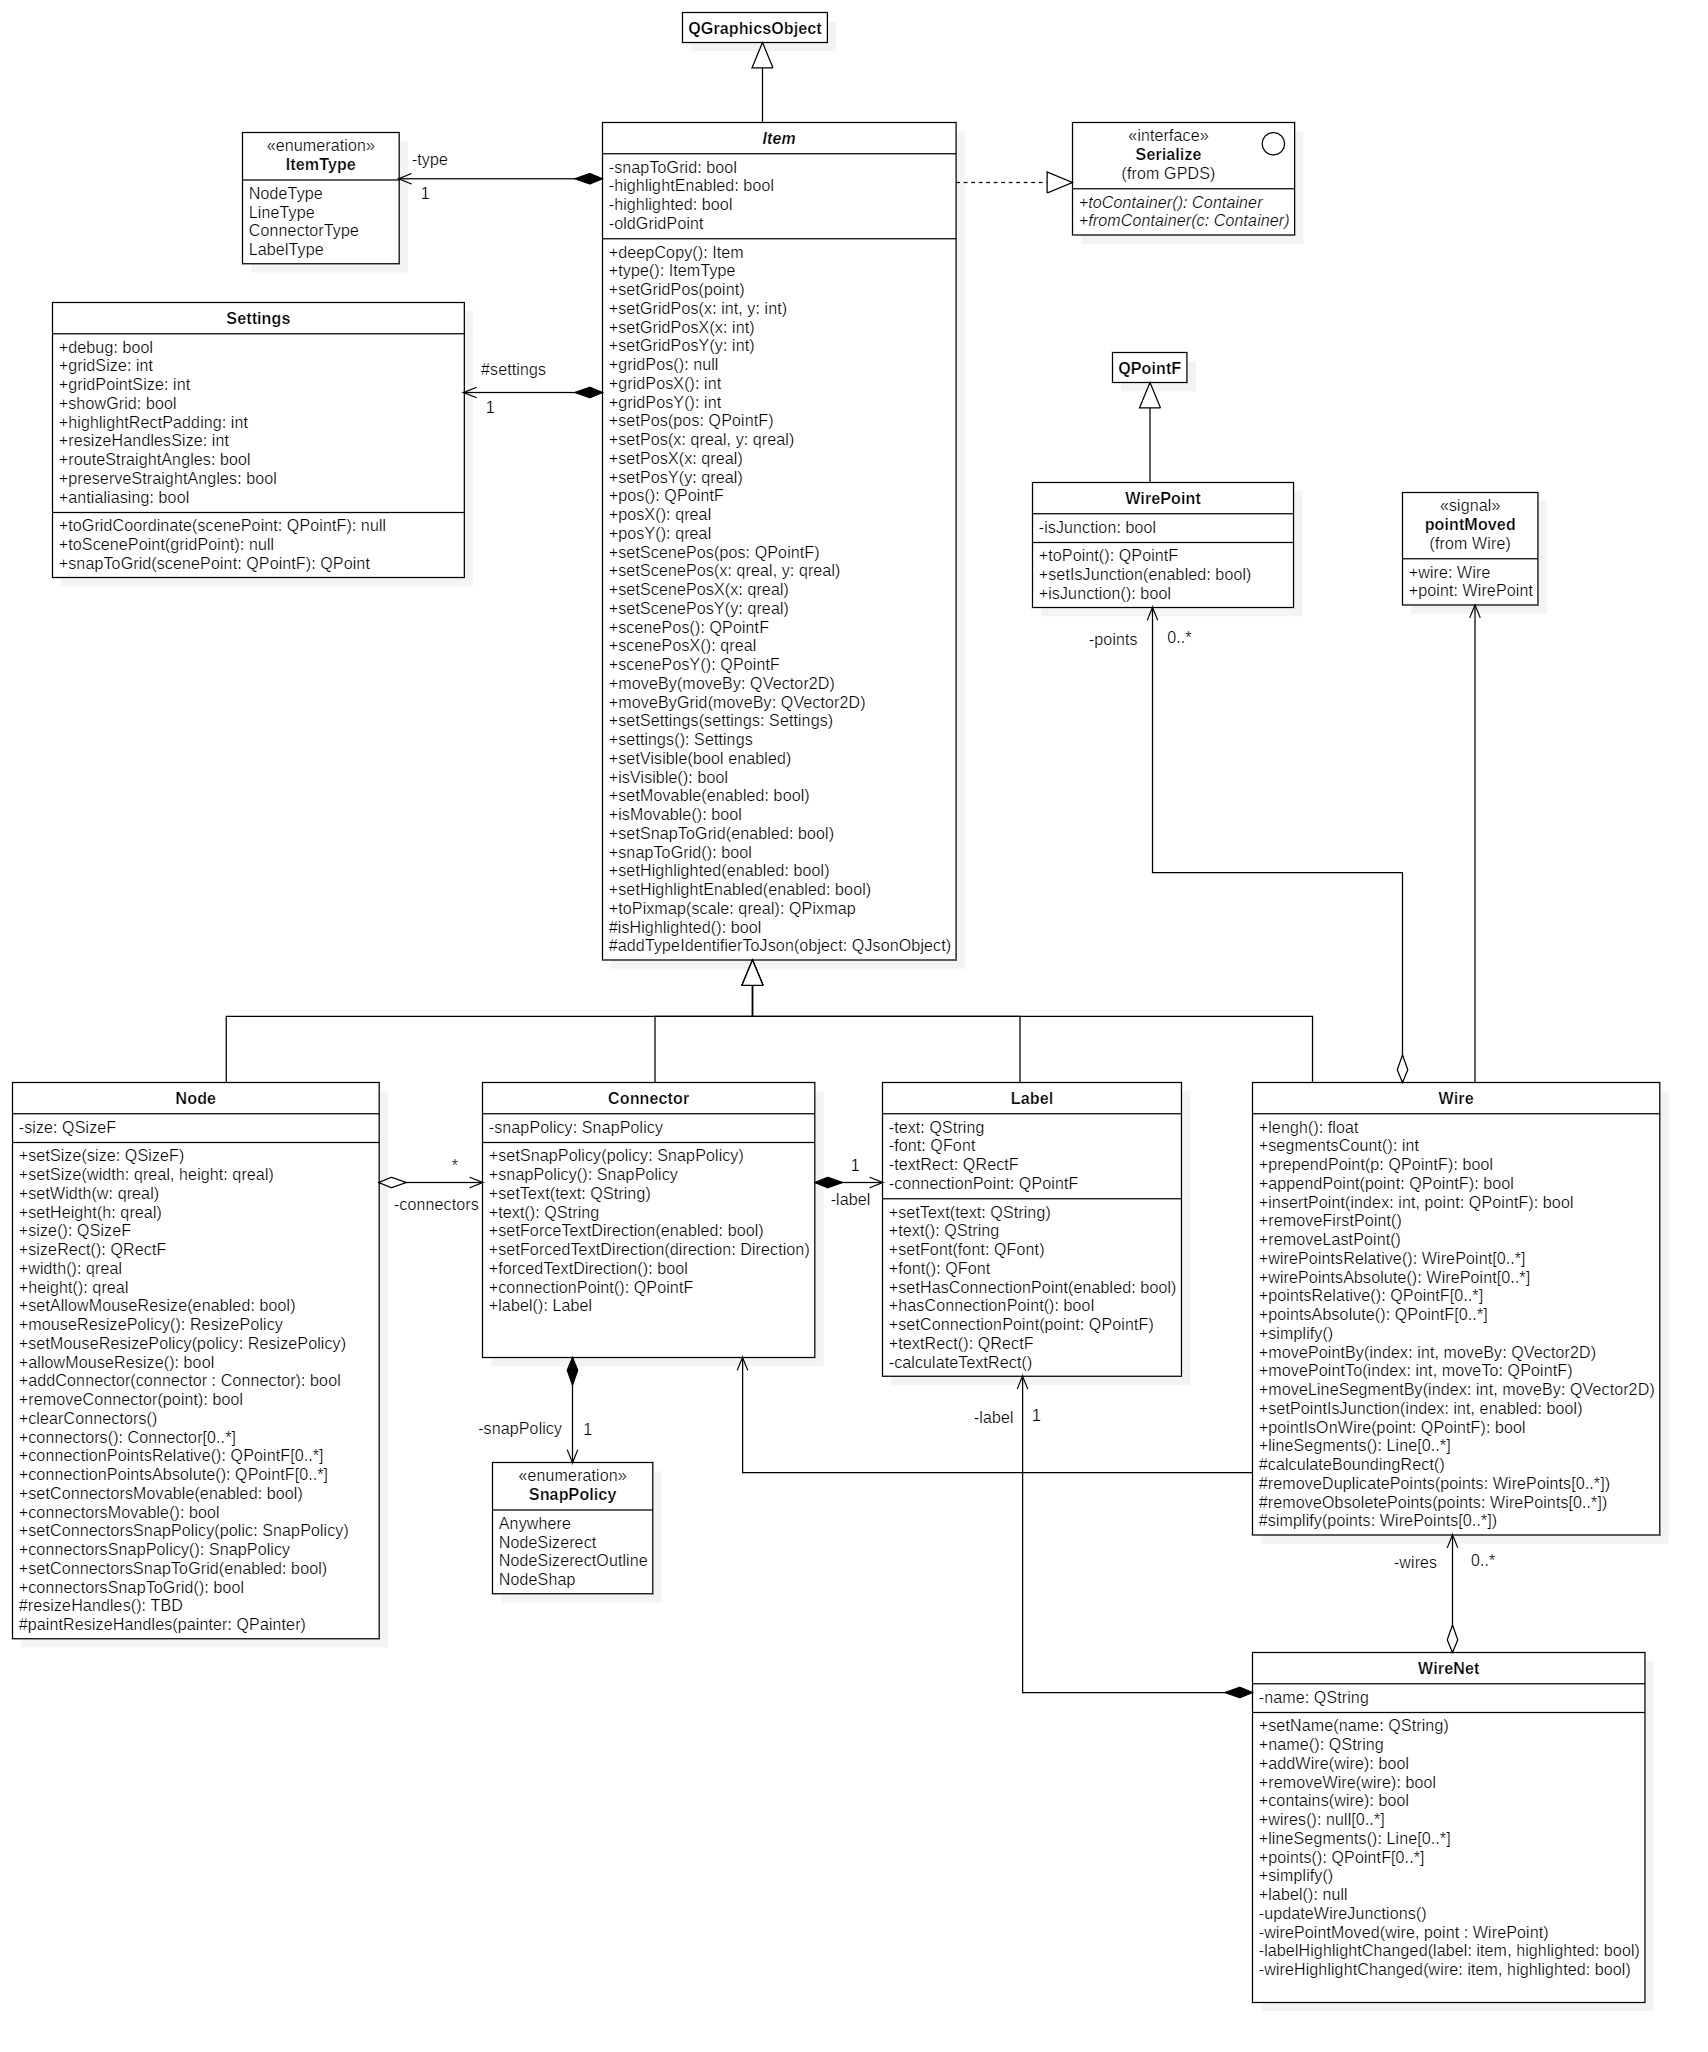 QGraphicsObject
Item
-snapToGrid: bool
-highlightEnabled: bool
-highlighted: bool
-oldGridPoint
+deepCopy(): Item
+type(): ItemType
+setGridPos(point)
+setGridPos(x: int, y: int)
+setGridPosX(x: int)
+setGridPosY(y: int)
+gridPos(): null
+gridPosX(): int
+gridPosY(): int
+setPos(pos: QPointF)
+setPos(x: qreal, y: qreal)
+setPosX(x: qreal)
+setPosY(y: qreal)
+pos(): QPointF
+posX(): qreal
+posY(): qreal
+setScenePos(pos: QPointF)
+setScenePos(x: qreal, y: qreal)
+setScenePosX(x: qreal)
+setScenePosY(y: qreal)
+scenePos(): QPointF
+scenePosX(): qreal
+scenePosY(): QPointF
+moveBy(moveBy: QVector2D)
+moveByGrid(moveBy: QVector2D)
+setSettings(settings: Settings)
+settings(): Settings
+setVisible(bool enabled)
+isVisible(): bool
+setMovable(enabled: bool)
+isMovable(): bool
+setSnapToGrid(enabled: bool)
+snapToGrid(): bool
+setHighlighted(enabled: bool)
+setHighlightEnabled(enabled: bool)
+toPixmap(scale: qreal): QPixmap
#isHighlighted(): bool
#addTypeIdentifierToJson(object: QJsonObject)
«enumeration»
ItemType
NodeType
LineType
ConnectorType
LabelType
-type
1
«interface»
Serialize
(from GPDS)
+toContainer(): Container
+fromContainer(c: Container)
Settings
+debug: bool
+gridSize: int
+gridPointSize: int
+showGrid: bool
+highlightRectPadding: int
+resizeHandlesSize: int
+routeStraightAngles: bool
+preserveStraightAngles: bool
+antialiasing: bool
+toGridCoordinate(scenePoint: QPointF): null
+toScenePoint(gridPoint): null
+snapToGrid(scenePoint: QPointF): QPoint
#settings
1
QPointF
WirePoint
-isJunction: bool
+toPoint(): QPointF
+setIsJunction(enabled: bool)
+isJunction(): bool
-points
0..*
«signal»
pointMoved
(from Wire)
+wire: Wire
+point: WirePoint
Node
-size: QSizeF
+setSize(size: QSizeF)
+setSize(width: qreal, height: qreal)
+setWidth(w: qreal)
+setHeight(h: qreal)
+size(): QSizeF
+sizeRect(): QRectF
+width(): qreal
+height(): qreal
+setAllowMouseResize(enabled: bool)
+mouseResizePolicy(): ResizePolicy
+setMouseResizePolicy(policy: ResizePolicy)
+allowMouseResize(): bool
+addConnector(connector : Connector): bool
+removeConnector(point): bool
+clearConnectors()
+connectors(): Connector[0..*]
+connectionPointsRelative(): QPointF[0..*]
+connectionPointsAbsolute(): QPointF[0..*]
+setConnectorsMovable(enabled: bool)
+connectorsMovable(): bool
+setConnectorsSnapPolicy(polic: SnapPolicy)
+connectorsSnapPolicy(): SnapPolicy
+setConnectorsSnapToGrid(enabled: bool)
+connectorsSnapToGrid(): bool
#resizeHandles(): TBD
#paintResizeHandles(painter: QPainter)
*
-connectors
Connector
-snapPolicy: SnapPolicy
+setSnapPolicy(policy: SnapPolicy)
+snapPolicy(): SnapPolicy
+setText(text: QString)
+text(): QString
+setForceTextDirection(enabled: bool)
+setForcedTextDirection(direction: Direction)
+forcedTextDirection(): bool
+connectionPoint(): QPointF
+label(): Label
1
-label
-snapPolicy
1
«enumeration»
SnapPolicy
Anywhere
NodeSizerect
NodeSizerectOutline
NodeShap
Label
-text: QString
-font: QFont
-textRect: QRectF
-connectionPoint: QPointF
+setText(text: QString)
+text(): QString
+setFont(font: QFont)
+font(): QFont
+setHasConnectionPoint(enabled: bool)
+hasConnectionPoint(): bool
+setConnectionPoint(point: QPointF)
+textRect(): QRectF
-calculateTextRect()
-label
1
Wire
+lengh(): float
+segmentsCount(): int
+prependPoint(p: QPointF): bool
+appendPoint(point: QPointF): bool
+insertPoint(index: int, point: QPointF): bool
+removeFirstPoint()
+removeLastPoint()
+wirePointsRelative(): WirePoint[0..*]
+wirePointsAbsolute(): WirePoint[0..*]
+pointsRelative(): QPointF[0..*]
+pointsAbsolute(): QPointF[0..*]
+simplify()
+movePointBy(index: int, moveBy: QVector2D)
+movePointTo(index: int, moveTo: QPointF)
+moveLineSegmentBy(index: int, moveBy: QVector2D)
+setPointIsJunction(index: int, enabled: bool)
+pointIsOnWire(point: QPointF): bool
+lineSegments(): Line[0..*]
#calculateBoundingRect()
#removeDuplicatePoints(points: WirePoints[0..*])
#removeObsoletePoints(points: WirePoints[0..*])
#simplify(points: WirePoints[0..*])
-wires
0..*
WireNet
-name: QString
+setName(name: QString)
+name(): QString
+addWire(wire): bool
+removeWire(wire): bool
+contains(wire): bool
+wires(): null[0..*]
+lineSegments(): Line[0..*]
+points(): QPointF[0..*]
+simplify()
+label(): null
-updateWireJunctions()
-wirePointMoved(wire, point : WirePoint)
-labelHighlightChanged(label: item, highlighted: bool)
-wireHighlightChanged(wire: item, highlighted: bool)